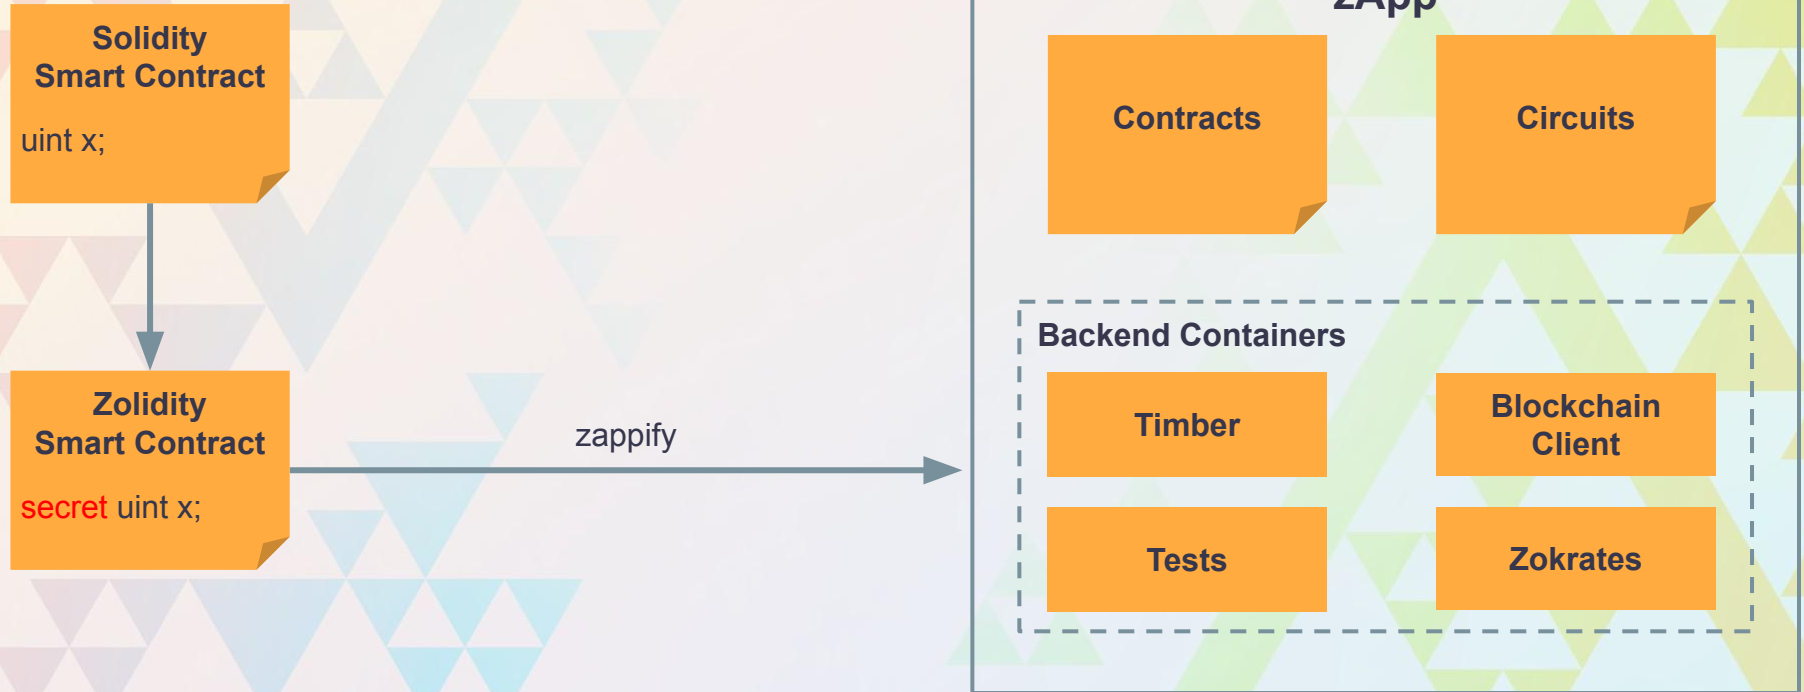 zApp
Solidity
Smart Contract
uint x;
Contracts
Circuits
Backend Containers
Zolidity
Smart Contract
secret uint x;
zappify
Timber
Blockchain
Client
Tests
Zokrates